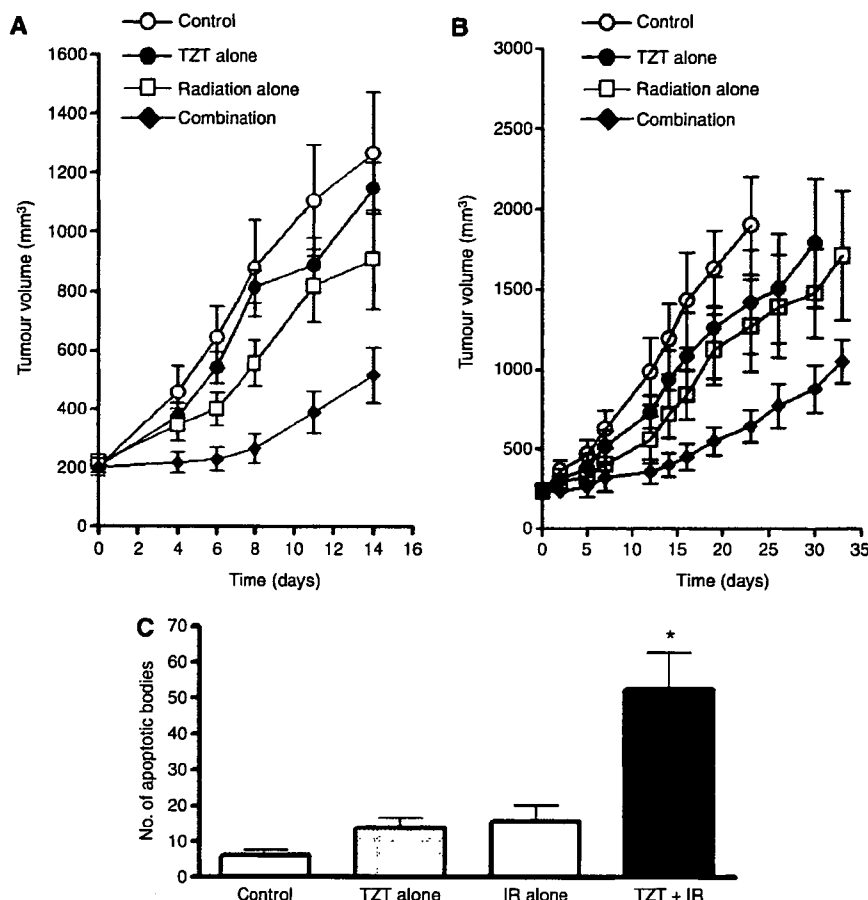 A
Control
TZT alone
Radiation alone
Combination
1600
1400
1200
1000
800
600
400
200
0
Tumour volume (mm³)
0 2 4 6 8 10 12 14 16
Time (days)
B
Control
TZT alone
Radiation alone
Combination
3000
2500
2000
1500
1000
500
0
Tumour volume (mm³)
0 5 10 15 20 25 30 35
Time (days)
C
70
60
50
40
30
20
10
0
No. of apoptotic bodies
*
Control TZT alone IR alone TZT + IR